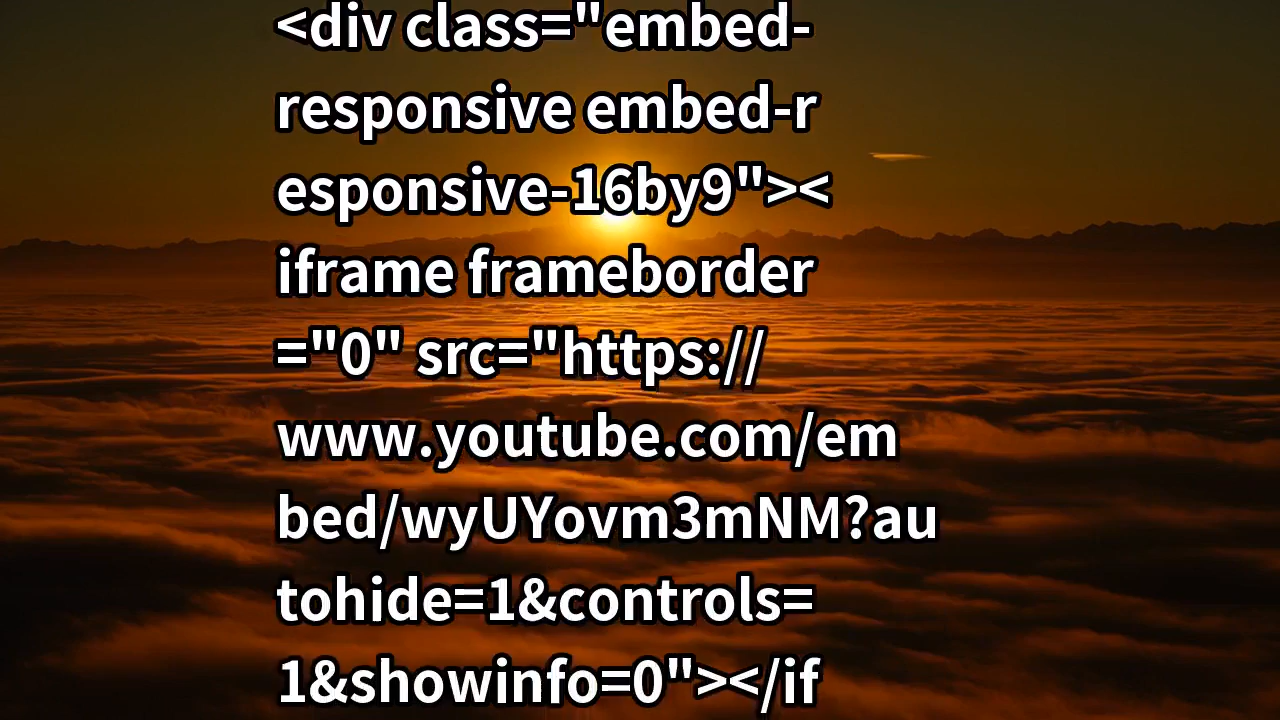 <div class="embed-
responsive embed-r
esponsive-16by9"><
iframe frameborder
="0" src="https://
www.youtube.com/em
bed/wyUYovm3mNM?au
tohide=1&controls=
1&showinfo=0"></if